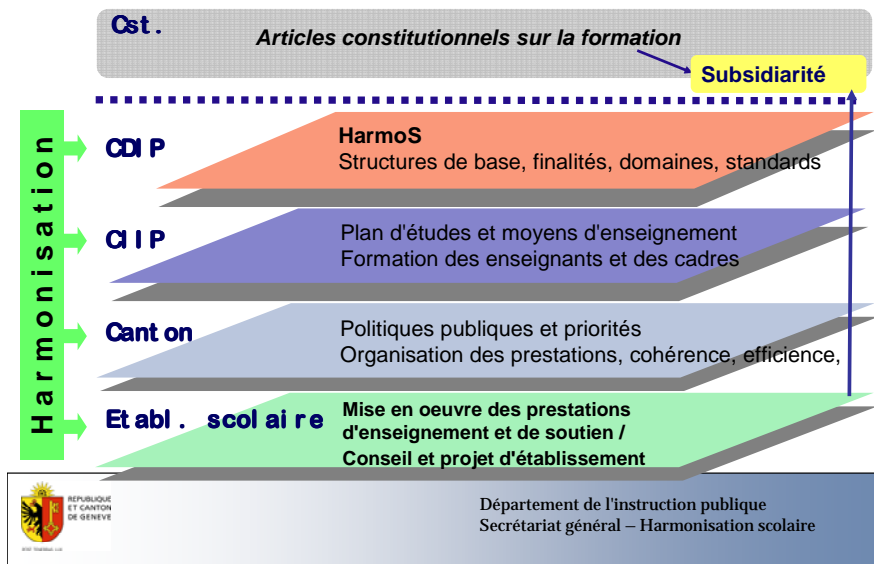 Cst.
Articles constitutionnels sur la formation
Subsidiarité
Harmonisation
CDIP
HarmoS
Structures de base, finalités, domaines, standards
CIIP
Plan d'études et moyens d'enseignement
Formation des enseignants et des cadres
Canton
Politiques publiques et priorités
Organisation des prestations, cohérence, efficience,
Etabl. scolaire
Mise en oeuvre des prestations
d'enseignement et de soutien /
Conseil et projet d'établissement
REPUBLIQUE
ET CANTON
DE GENEVE
Département de l'instruction publique
Secrétariat général – Harmonisation scolaire